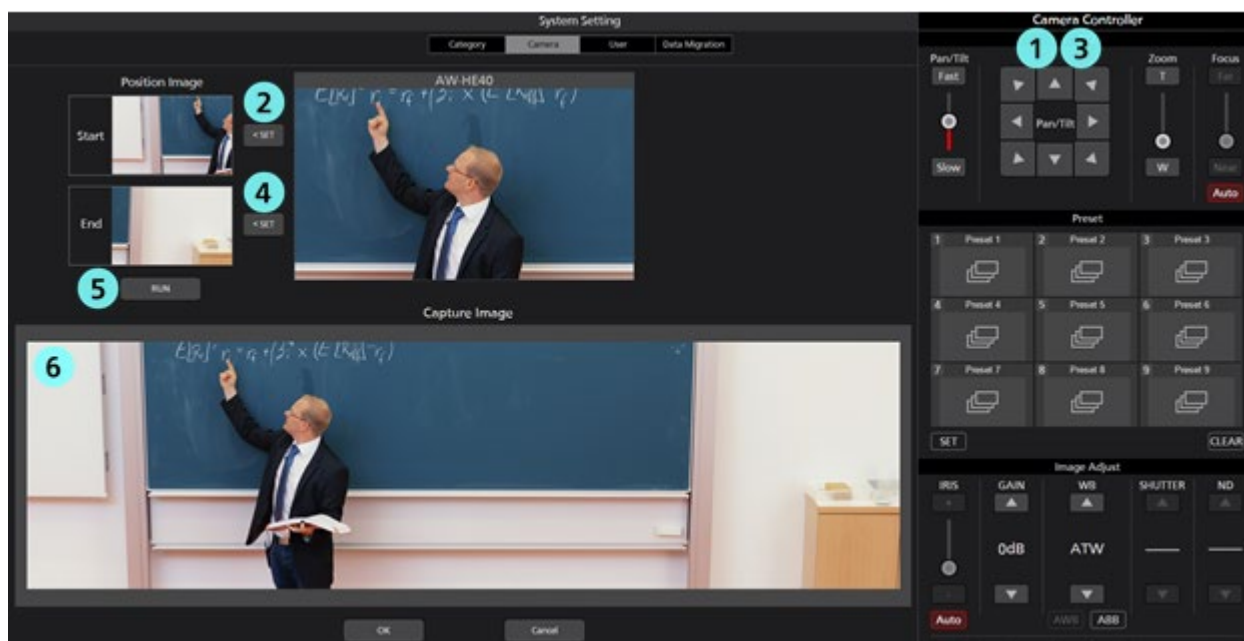 System Setting
Category Camera User Data Migration
Position Image
Start
2
< SET
End
4
< SET
5
RUN
AW-HE40
Capture Image
6
OK Cancel
Camera Controller
1 3
Pan/Tilt
Fast
Slow
Pan/Tilt
Zoom
T
W
Focus
Far
Near
Auto
Preset
1 Preset 1 2 Preset 2 3 Preset 3
4 Preset 4 5 Preset 5 6 Preset 6
7 Preset 7 8 Preset 8 9 Preset 9
SET CLEAR
Image Adjust
IRIS GAIN WB SHUTTER ND
0dB ATW
Auto AWB ABB